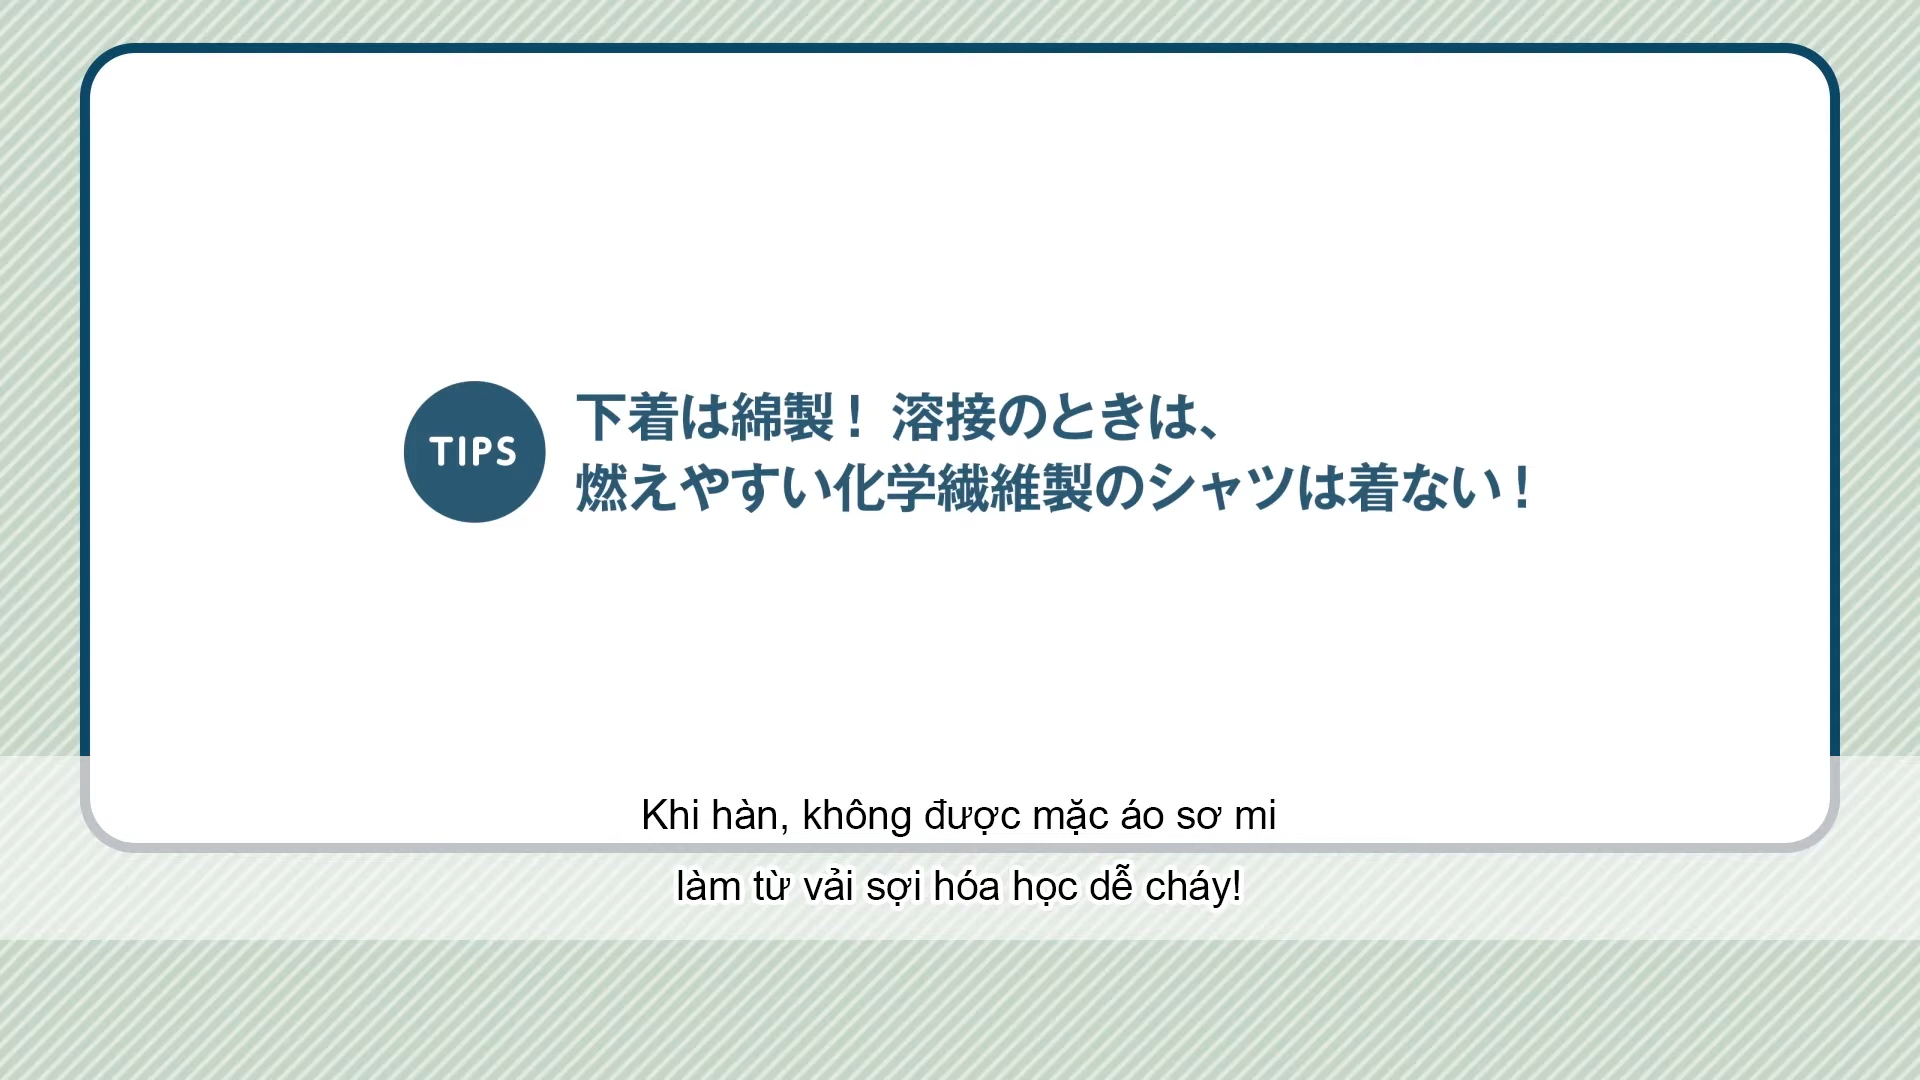 TIPS
下着は綿製！ 溶接のときは、
燃えやすい化学繊維製のシャツは着ない！
Khi hàn, không được mặc áo sơ mi
làm từ vải sợi hóa học dễ cháy!